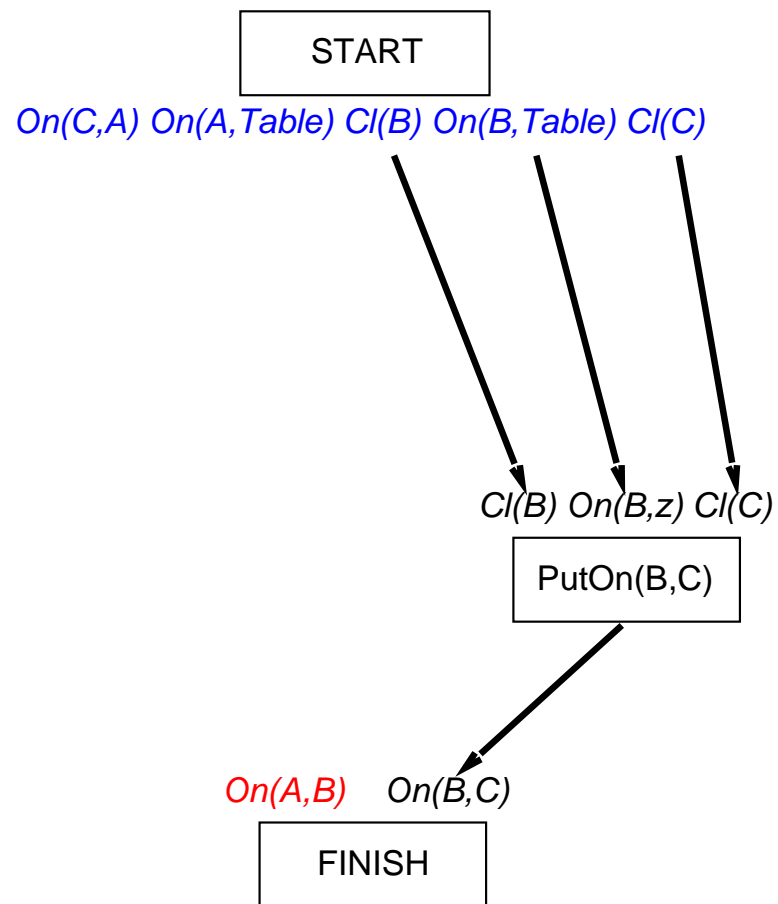 START
On(C,A) On(A,Table) Cl(B) On(B,Table) Cl(C)
Cl(B) On(B,z) Cl(C)
PutOn(B,C)
On(A,B) On(B,C)
FINISH